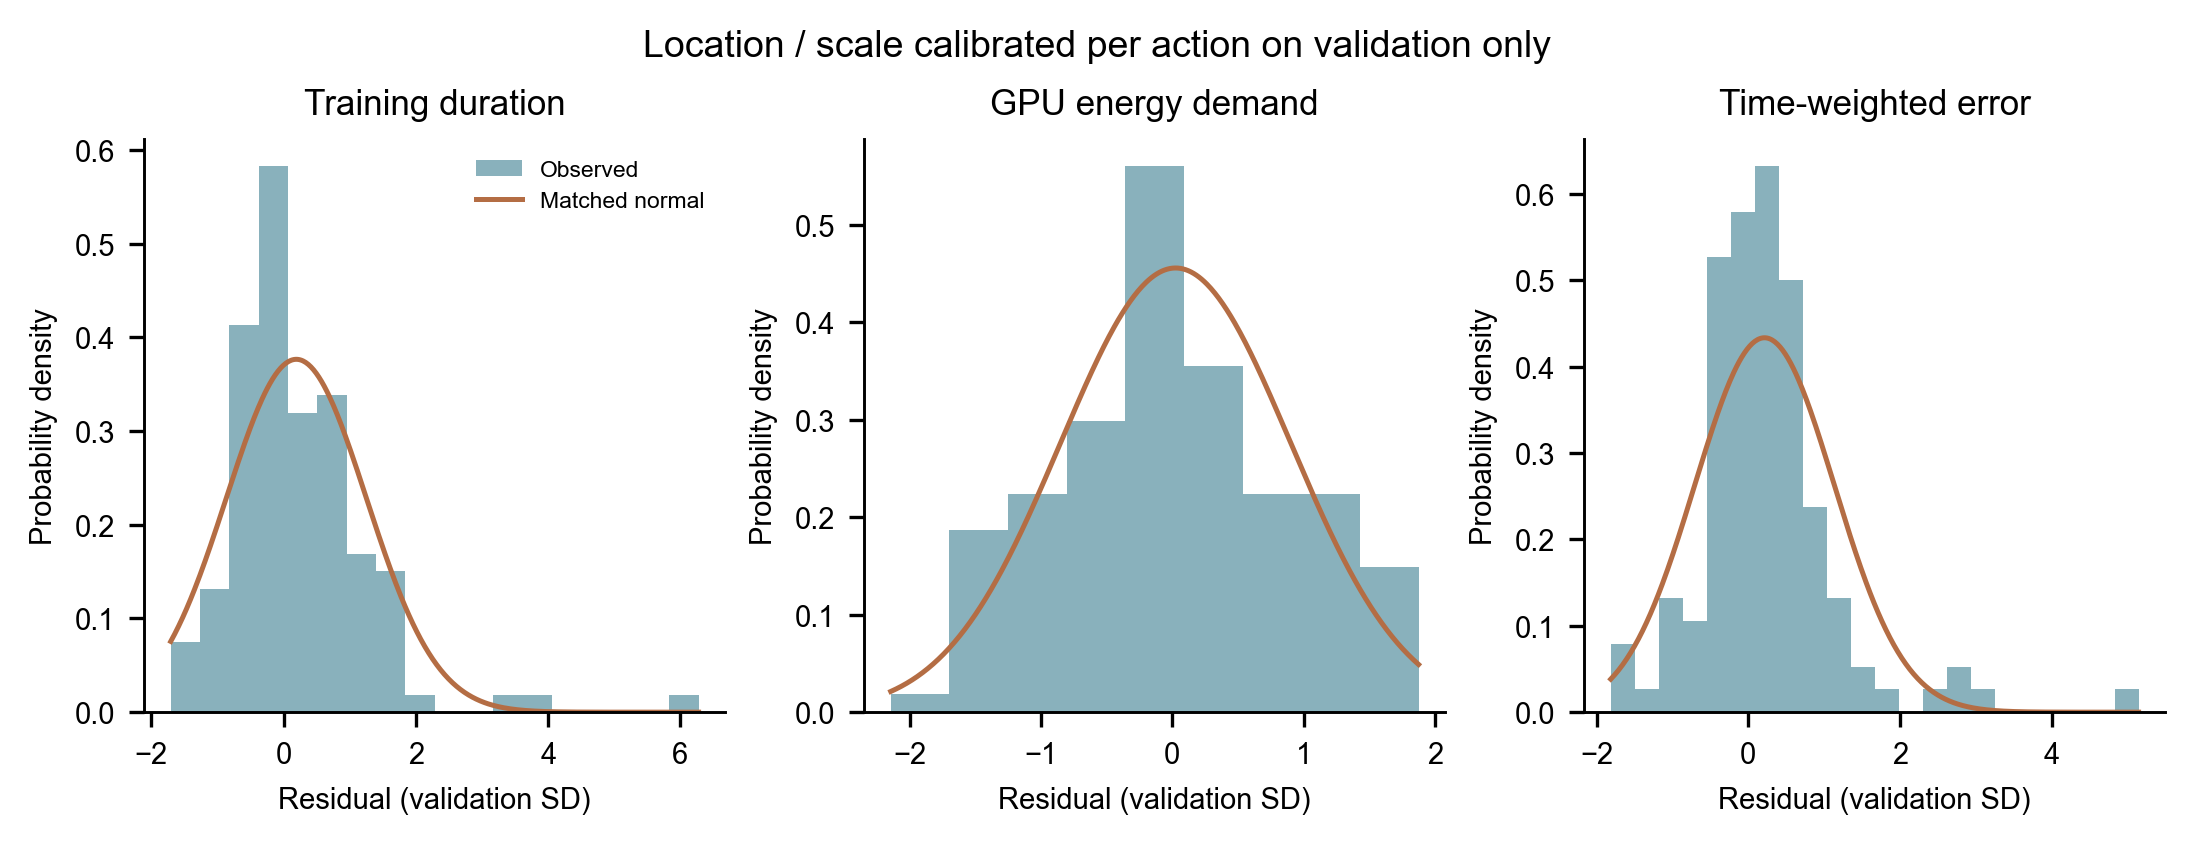 Location / scale calibrated per action on validation only
Training duration
Probability density
0.6
0.5
0.4
0.3
0.2
0.1
0.0
Observed
Matched normal
−2
0
2
4
6
Residual (validation SD)
GPU energy demand
Probability density
0.5
0.4
0.3
0.2
0.1
0.0
−2
−1
0
1
2
Residual (validation SD)
Time-weighted error
Probability density
0.6
0.5
0.4
0.3
0.2
0.1
0.0
−2
0
2
4
Residual (validation SD)